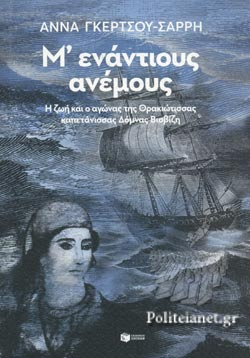 ΑΝΝΑ ΓΚΕΡΤΣΟΥ-ΣΑΡΡΗ
Μ' ενάντιους
ανέμους
Η ζωή και ο αγώνας της Θρακιώτισσας
καπετάνισσας Δόμνας Βισβίζη
Politeianet.gr